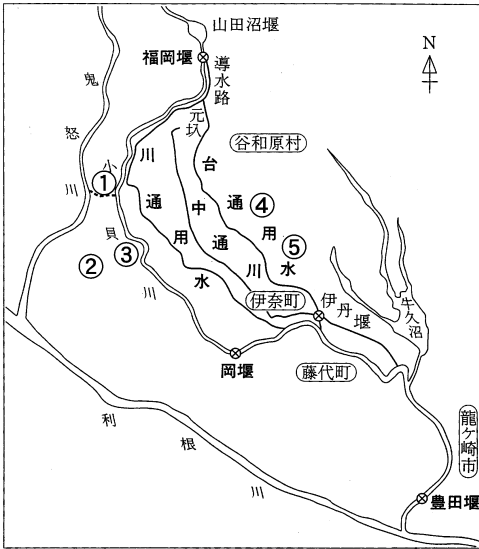 山田沼堰
福岡堰
N
導水路
鬼怒川
元圦
谷和原村
小貝川
①
川通用水
中通川
台通用水
④
⑤
③
②
伊奈町
伊丹堰
牛久沼
岡堰
藤代町
利根川
龍ヶ崎市
豊田堰